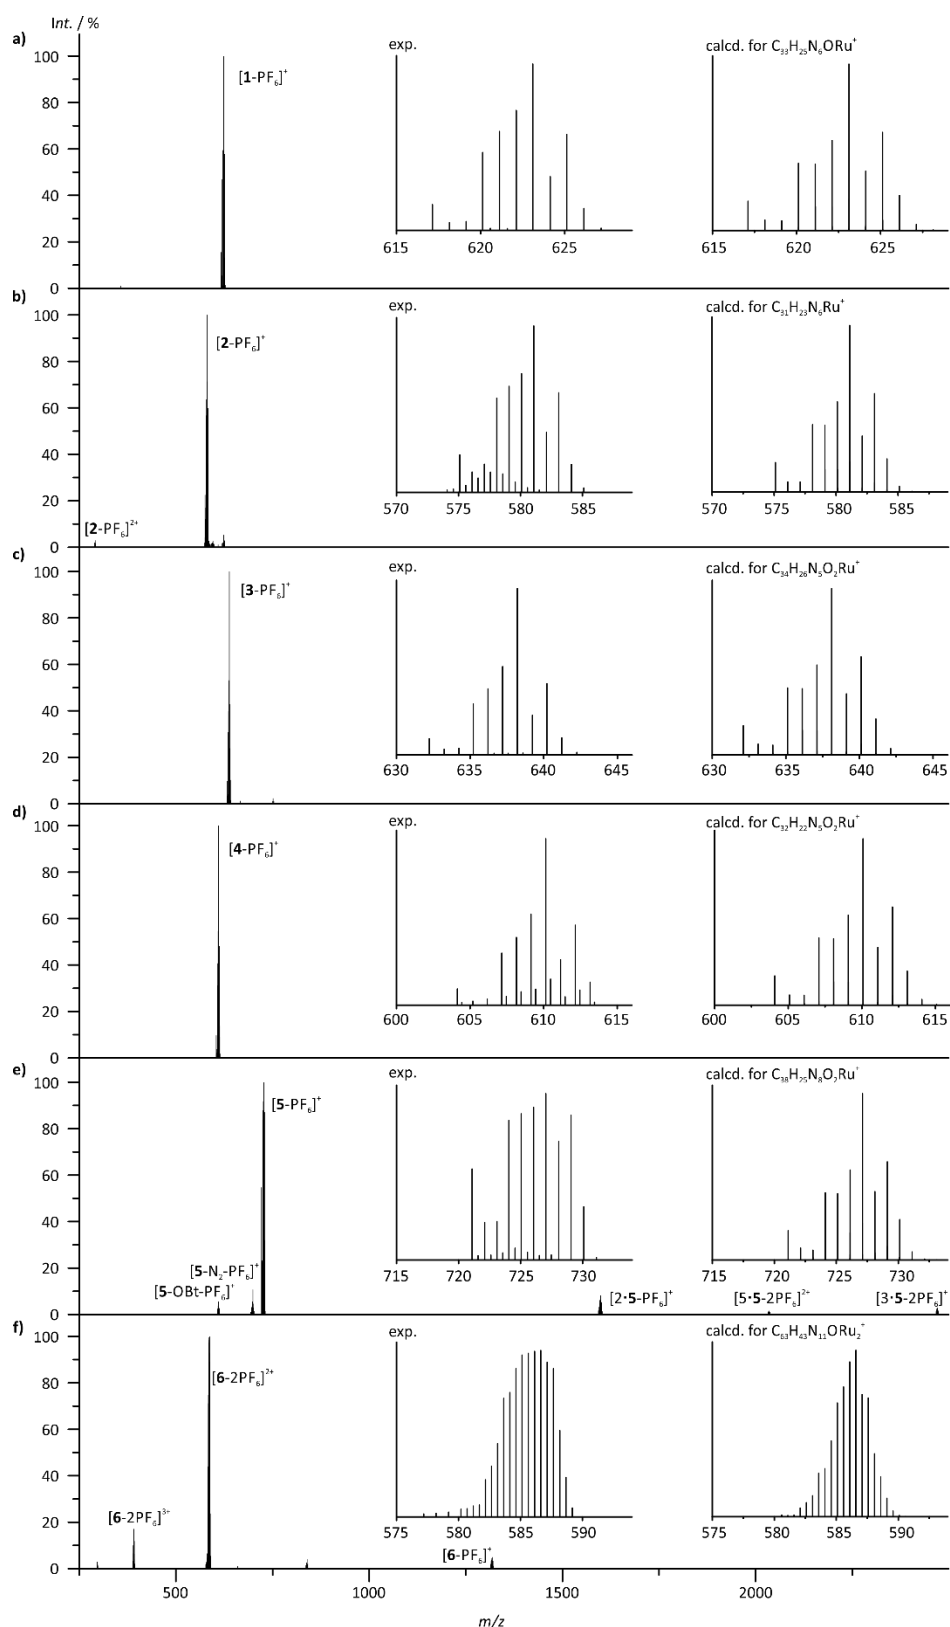 Int. / %
a)
100
80
60
40
20
0
[1-PF₆]⁺
exp.
615 620 625
calcd. for C₃₃H₂₅N₆ORu⁺
615 620 625
b)
100
80
60
40
20
0
[2-PF₆]⁺
[2-PF₆]²⁺
exp.
570 575 580 585
calcd. for C₃₁H₂₃N₆Ru⁺
570 575 580 585
c)
100
80
60
40
20
0
[3-PF₆]⁺
exp.
630 635 640 645
calcd. for C₃₄H₂₆N₅O₂Ru⁺
630 635 640 645
d)
100
80
60
40
20
0
[4-PF₆]⁺
exp.
600 605 610 615
calcd. for C₃₂H₂₂N₅O₂Ru⁺
600 605 610 615
e)
100
80
60
40
20
0
[5-PF₆]⁺
[5-N₂-PF₆]⁺
[5-OBt-PF₆]⁺
exp.
715 720 725 730
calcd. for C₃₈H₂₅N₈O₂Ru⁺
715 720 725 730
[2·5-PF₆]⁺
[5·5-2PF₆]²⁺
[3·5-2PF₆]⁺
f)
100
80
60
40
20
0
[6-2PF₆]²⁺
[6-2PF₆]³⁺
[6-PF₆]⁺
exp.
575 580 585 590
calcd. for C₆₃H₄₃N₁₁ORu₂⁺
575 580 585 590
500 1000 1500 2000
m/z